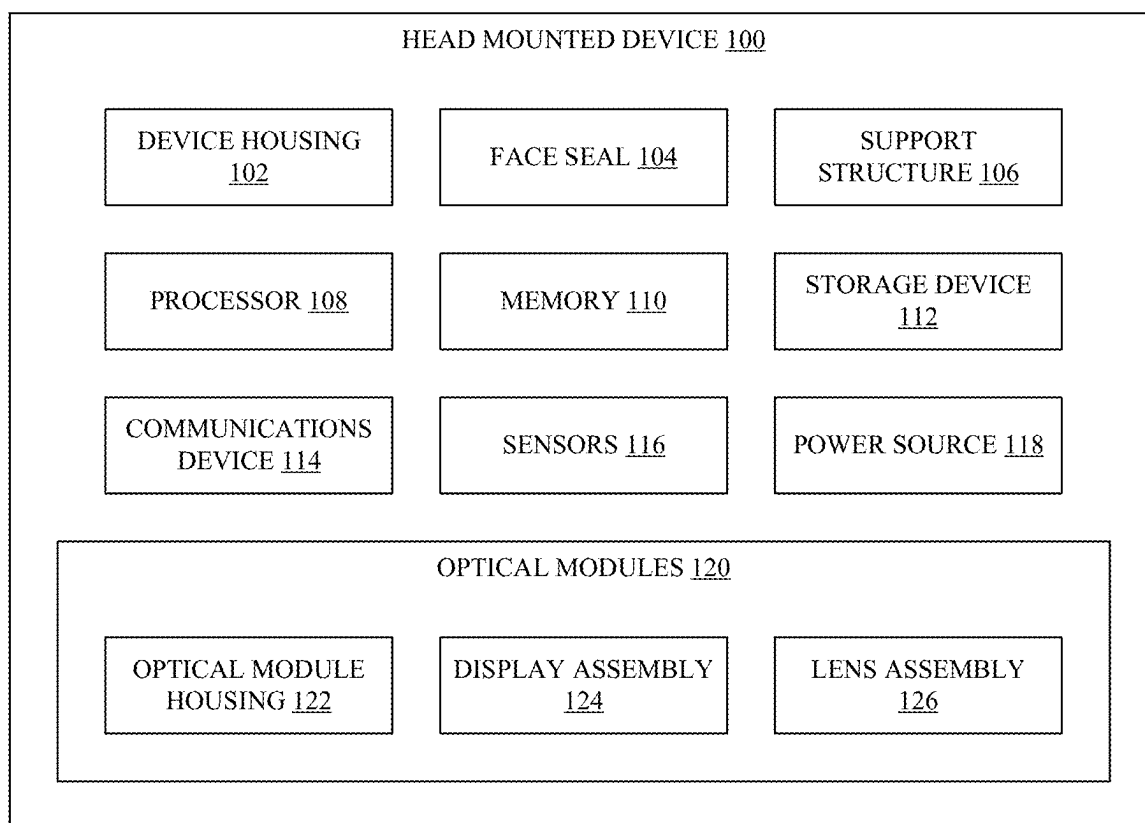 HEAD MOUNTED DEVICE 100
DEVICE HOUSING
102
FACE SEAL 104
SUPPORT
STRUCTURE 106
PROCESSOR 108
MEMORY 110
STORAGE DEVICE
112
COMMUNICATIONS
DEVICE 114
SENSORS 116
POWER SOURCE 118
OPTICAL MODULES 120
OPTICAL MODULE
HOUSING 122
DISPLAY ASSEMBLY
124
LENS ASSEMBLY
126